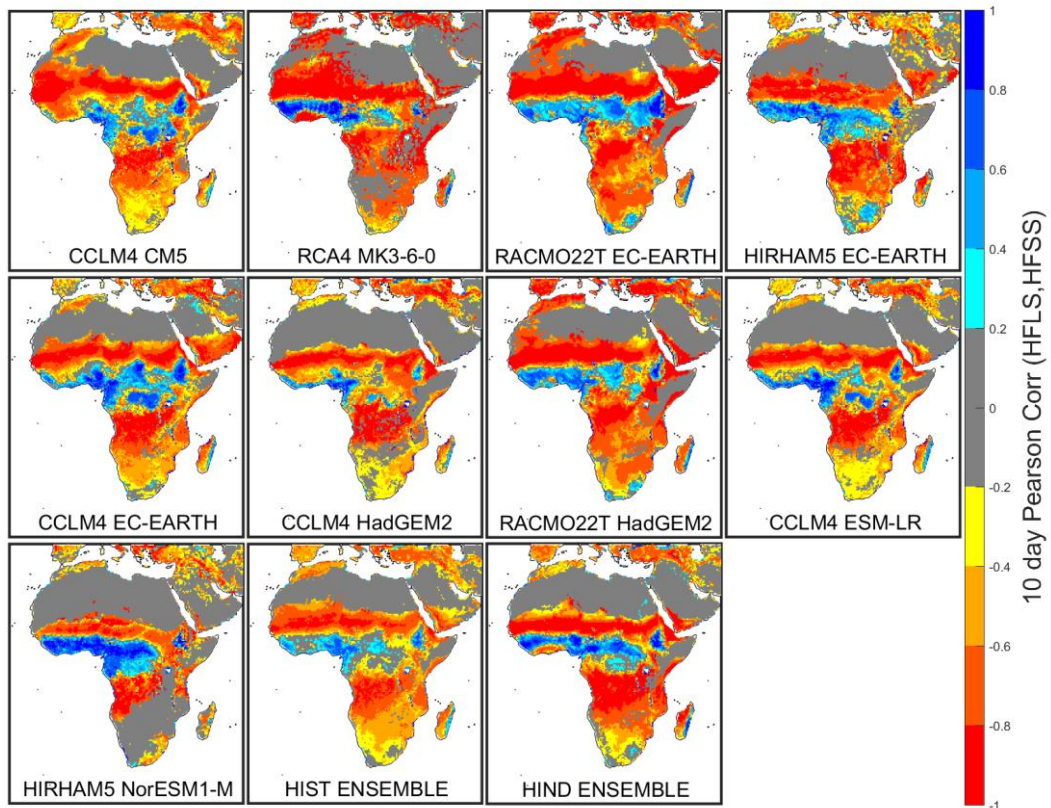 CCLM4 CM5
RCA4 MK3-6-0
RACMO22T EC-EARTH
HIRHAM5 EC-EARTH
CCLM4 EC-EARTH
CCLM4 HadGEM2
RACMO22T HadGEM2
CCLM4 ESM-LR
HIRHAM5 NorESM1-M
HIST ENSEMBLE
HIND ENSEMBLE
1
0.8
0.6
0.4
0.2
0
-0.2
-0.4
-0.6
-0.8
-1
10 day Pearson Corr (HFLS,HFSS)